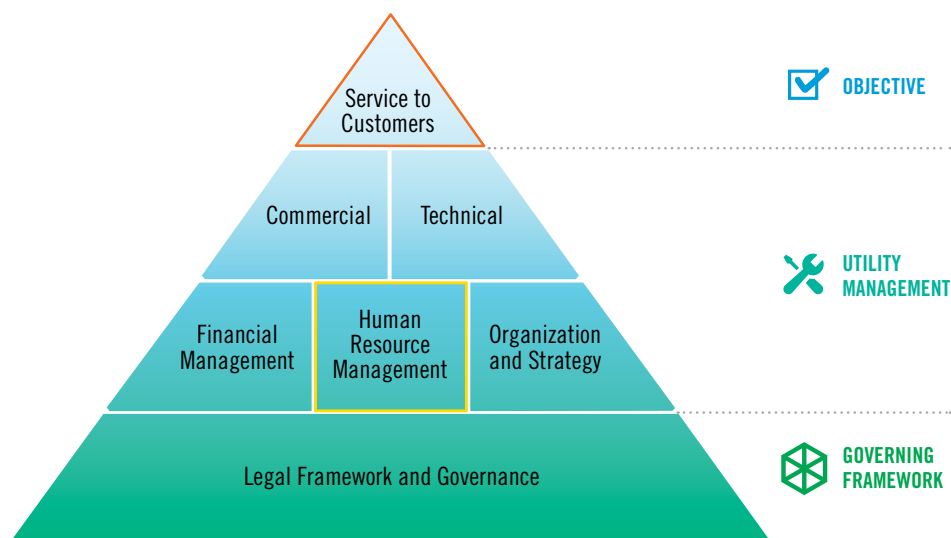 Service to
Customers
OBJECTIVE
Commercial
Technical
UTILITY
MANAGEMENT
Financial
Management
Human
Resource
Management
Organization
and Strategy
Legal Framework and Governance
GOVERNING
FRAMEWORK